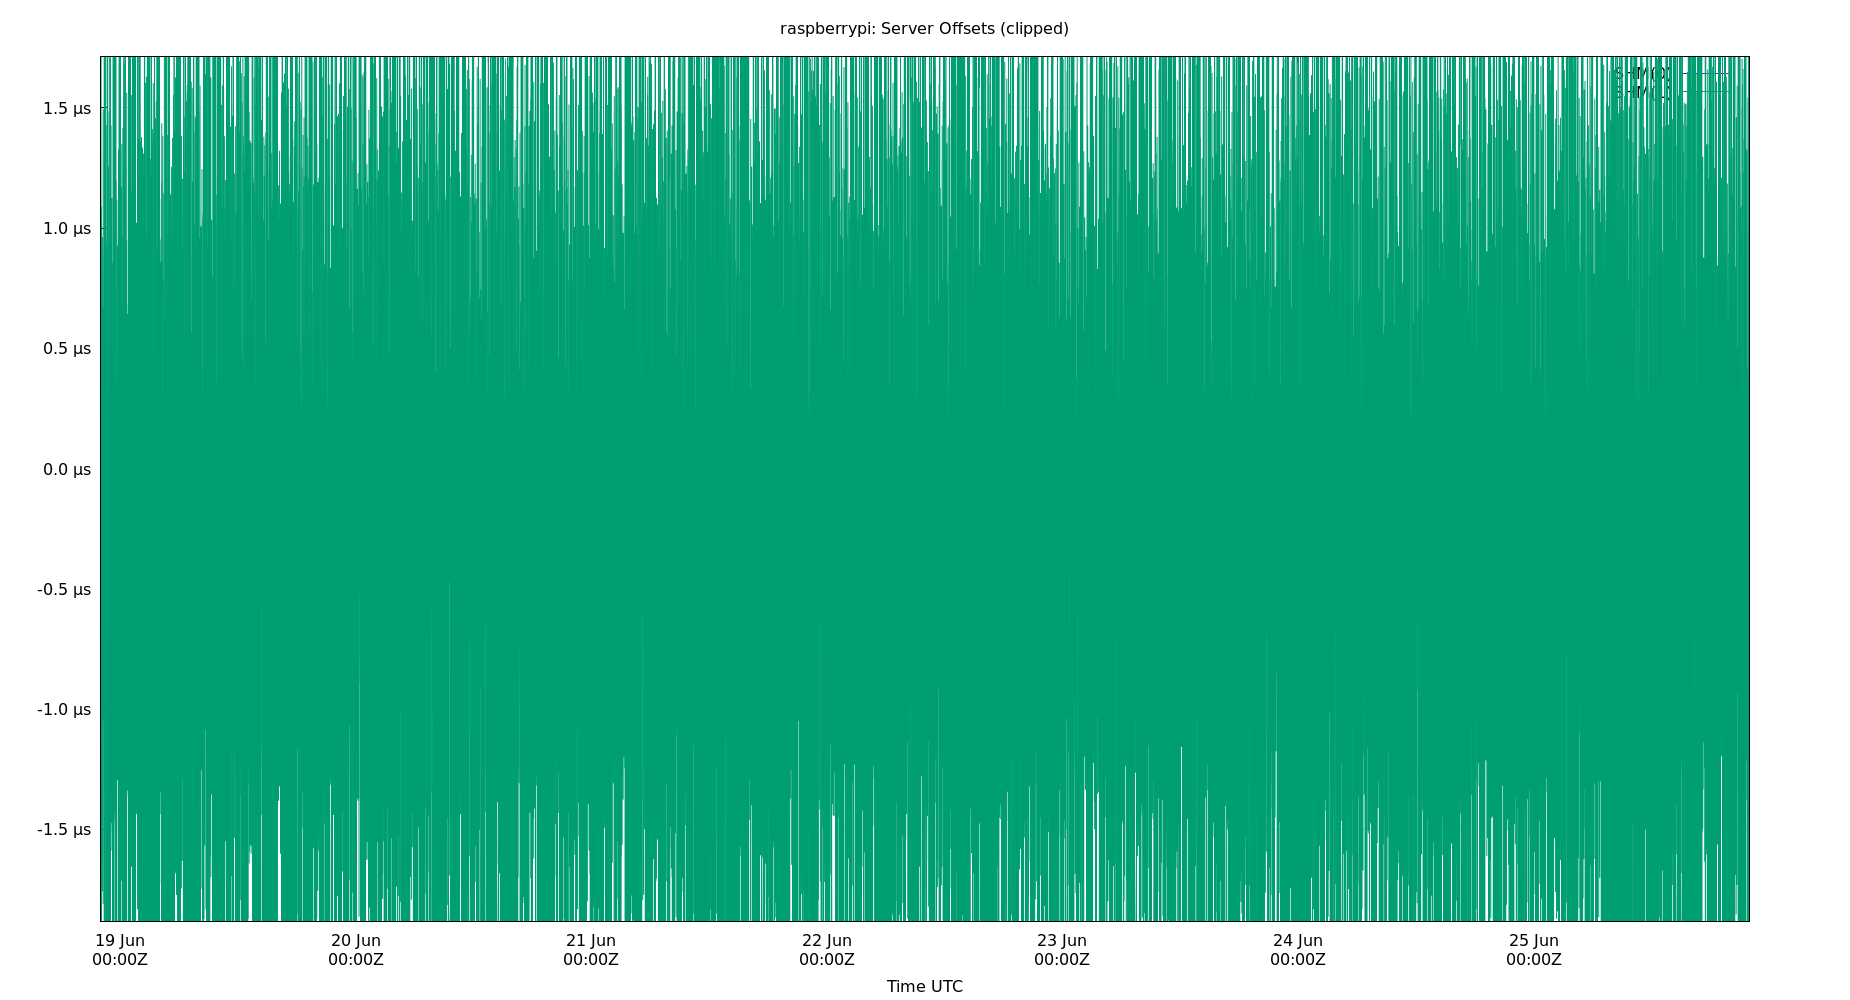 raspberrypi: Server Offsets (clipped)
SHM(0)
1.5 µs
1.0 µs
0.5 µs
0.0 µs
-0.5 µs
-1.0 µs
-1.5 µs
19 Jun 20 Jun 21 Jun 22 Jun 23 Jun 24 Jun 25 Jun
00:00Z 00:00Z 00:00Z 00:00Z 00:00Z 00:00Z 00:00Z
Time UTC